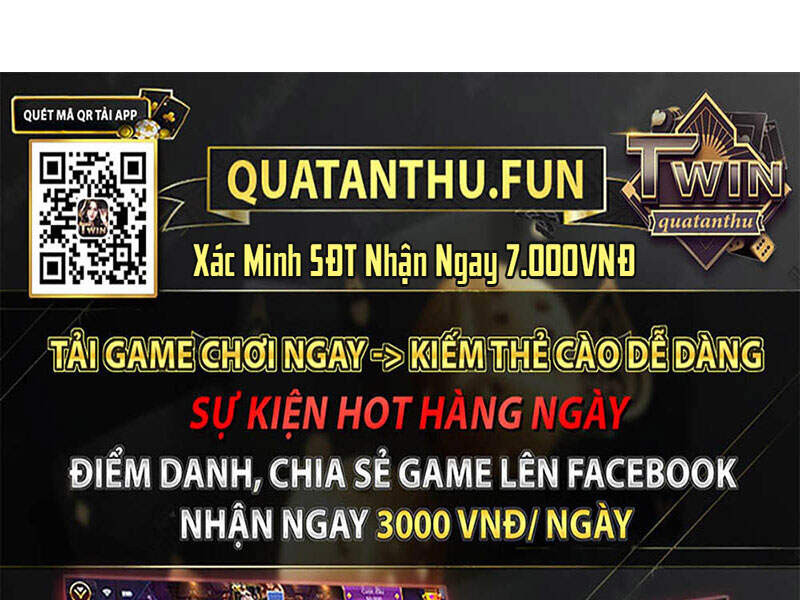 QUÉT MÃ QR TẢI APP
TWIN
QUATANTHU.FUN
TWIN
quatanthu
Xác Minh SĐT Nhận Ngay 7.000VNĐ
TẢI GAME CHƠI NGAY -> KIẾM THẺ CÀO DỄ DÀNG
SỰ KIỆN HOT HÀNG NGÀY
ĐIỂM DANH, CHIA SẺ GAME LÊN FACEBOOK
NHẬN NGAY 3000 VNĐ/ NGÀY